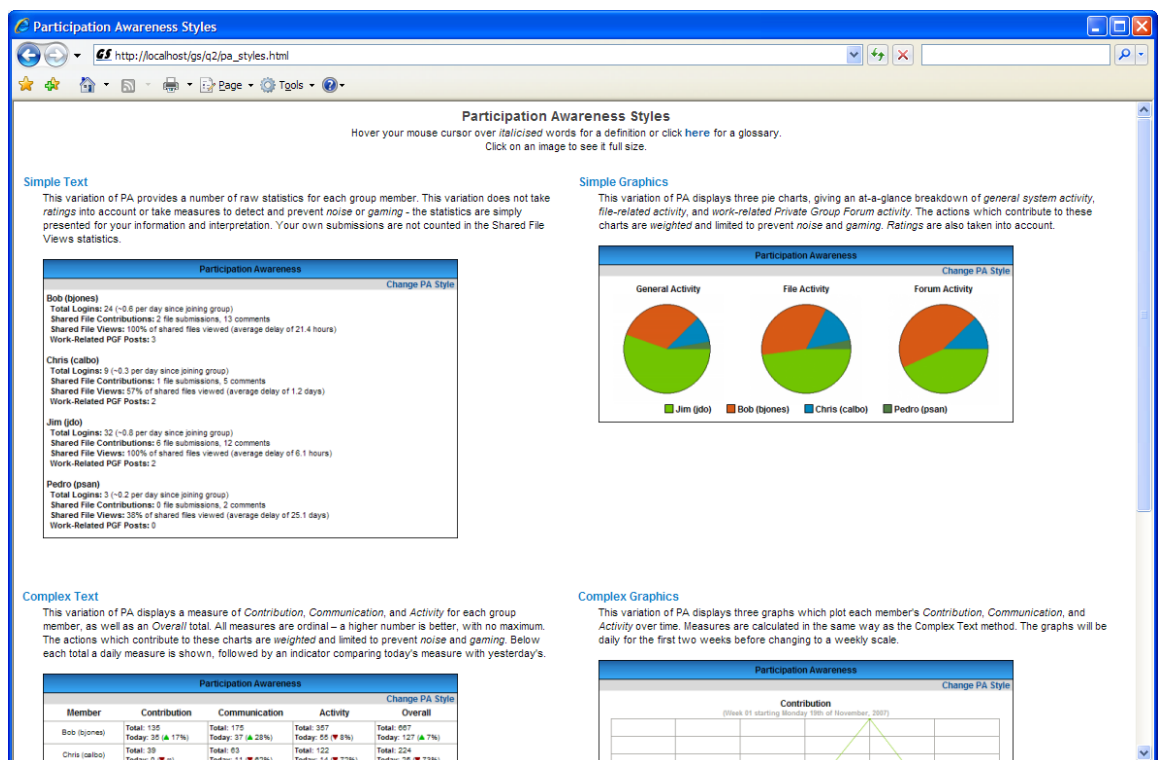 Participation Awareness Styles
http://localhost/gs/q2/pa_styles.html
Page Tools
Participation Awareness Styles
Hover your mouse cursor over italicised words for a definition or click here for a glossary.
Click on an image to see it full size.
Simple Text
This variation of PA provides a number of raw statistics for each group member. This variation does not take
ratings into account or take measures to detect and prevent noise or gaming - the statistics are simply
presented for your information and interpretation. Your own submissions are not counted in the Shared File
Views statistics.
Participation Awareness
Change PA Style
Bob (bjones)
Total Logins: 24 (~0.6 per day since joining group)
Shared File Contributions: 2 file submissions, 13 comments
Shared File Views: 100% of shared files viewed (average delay of 21.4 hours)
Work-Related PGF Posts: 3
Chris (calbo)
Total Logins: 9 (~0.3 per day since joining group)
Shared File Contributions: 1 file submissions, 5 comments
Shared File Views: 57% of shared files viewed (average delay of 1.2 days)
Work-Related PGF Posts: 2
Jim (jdo)
Total Logins: 32 (~0.8 per day since joining group)
Shared File Contributions: 6 file submissions, 12 comments
Shared File Views: 100% of shared files viewed (average delay of 6.1 hours)
Work-Related PGF Posts: 2
Pedro (psan)
Total Logins: 3 (~0.2 per day since joining group)
Shared File Contributions: 0 file submissions, 2 comments
Shared File Views: 38% of shared files viewed (average delay of 25.1 days)
Work-Related PGF Posts: 0
Simple Graphics
This variation of PA displays three pie charts, giving an at-a-glance breakdown of general system activity,
file-related activity, and work-related Private Group Forum activity. The actions which contribute to these
charts are weighted and limited to prevent noise and gaming. Ratings are also taken into account.
Participation Awareness
Change PA Style
General Activity File Activity Forum Activity
Jim (jdo) Bob (bjones) Chris (calbo) Pedro (psan)
Complex Text
This variation of PA displays a measure of Contribution, Communication, and Activity for each group
member, as well as an Overall total. All measures are ordinal – a higher number is better, with no maximum.
The actions which contribute to these charts are weighted and limited to prevent noise and gaming. Below
each total a daily measure is shown, followed by an indicator comparing today's measure with yesterday's.
Participation Awareness
Change PA Style
Member Contribution Communication Activity Overall
Bob (bjones) Total: 135 Total: 175 Total: 357 Total: 667
Today: 35 (▲ 17%) Today: 37 (▲ 28%) Today: 55 (▼ 8%) Today: 127 (▲ 7%)
Chris (calbo) Total: 39 Total: 63 Total: 122 Total: 224
Complex Graphics
This variation of PA displays three graphs which plot each member's Contribution, Communication, and
Activity over time. Measures are calculated in the same way as the Complex Text method. The graphs will be
daily for the first two weeks before changing to a weekly scale.
Participation Awareness
Change PA Style
Contribution
(Week 01 starting Monday 19th of November, 2007)